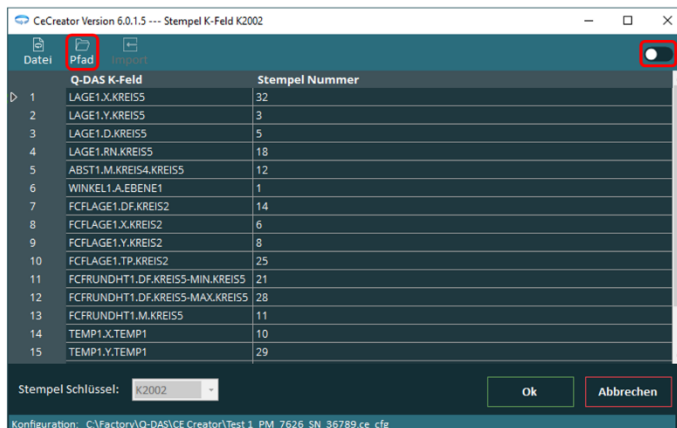 CeCreator Version 6.0.1.5 --- Stempel K-Feld K2002
Datei Pfad Import
Q-DAS K-Feld Stempel Nummer
1 LAGE1.X.KREIS5 32
2 LAGE1.Y.KREIS5 3
3 LAGE1.D.KREIS5 5
4 LAGE1.RN.KREIS5 18
5 ABST1.M.KREIS4.KREIS5 12
6 WINKEL1.A.EBENE1 1
7 FCFLAGE1.DF.KREIS2 14
8 FCFLAGE1.X.KREIS2 6
9 FCFLAGE1.Y.KREIS2 8
10 FCFLAGE1.TP.KREIS2 25
11 FCFRUNDHT1.DF.KREIS5-MIN.KREIS5 21
12 FCFRUNDHT1.DF.KREIS5-MAX.KREIS5 28
13 FCFRUNDHT1.M.KREIS5 11
14 TEMP1.X.TEMP1 10
15 TEMP1.Y.TEMP1 29
Stempel Schlüssel: K2002 Ok Abbrechen
Konfiguration: C:\Factory\Q-DAS\CE Creator\Test 1_PM_7626_SN_36789.ce_cfg